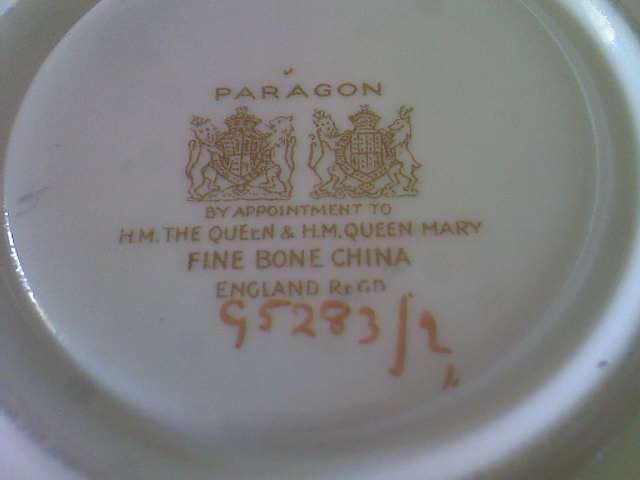 PARAGON
BY APPOINTMENT TO
H.M. THE QUEEN & H.M. QUEEN MARY
FINE BONE CHINA
ENGLAND REGD
G5283/2